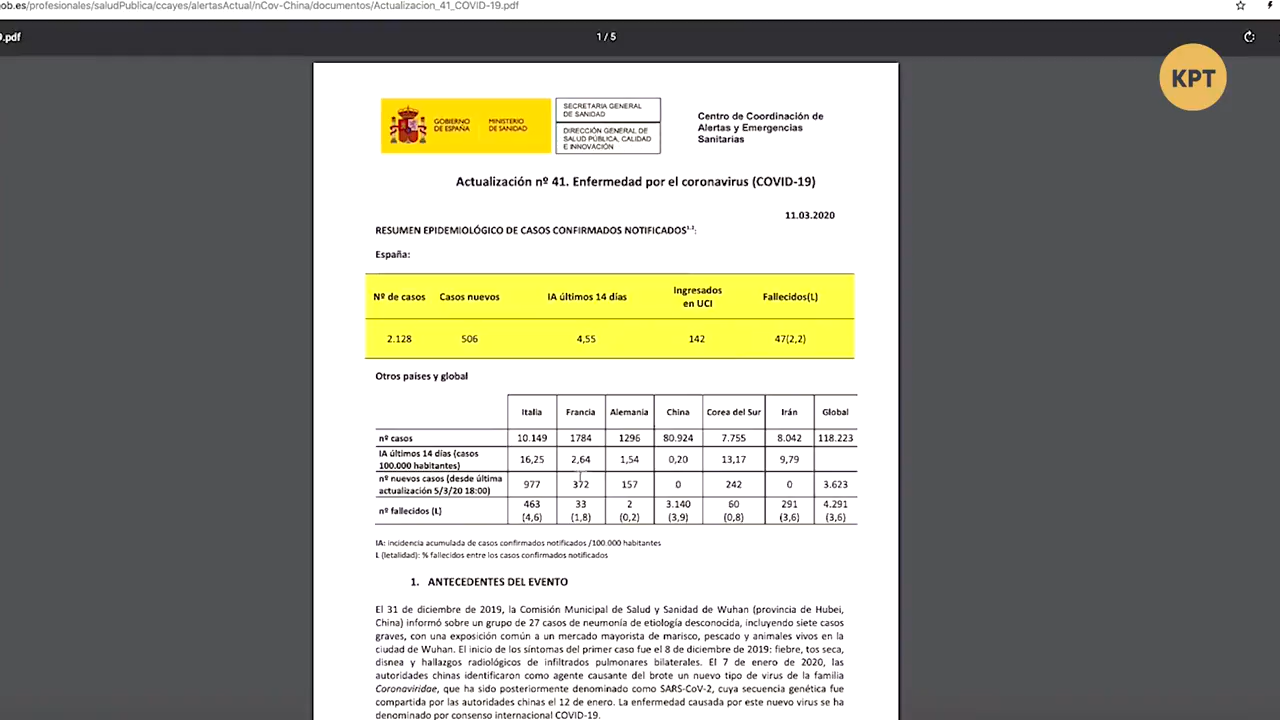 ob.es/profesionales/saludPublica/ccayes/alertasActual/nCov-China/documentos/Actualizacion_41_COVID-19.pdf
9.pdf
1 / 5
KPT
GOBIERNO DE ESPAÑA
MINISTERIO DE SANIDAD
SECRETARIA GENERAL
DE SANIDAD
DIRECCIÓN GENERAL DE
SALUD PÚBLICA, CALIDAD
E INNOVACIÓN
Centro de Coordinación de
Alertas y Emergencias
Sanitarias
Actualización nº 41. Enfermedad por el coronavirus (COVID-19)
11.03.2020
RESUMEN EPIDEMIOLÓGICO DE CASOS CONFIRMADOS NOTIFICADOS1,2:
España:
Nº de casos Casos nuevos IA últimos 14 días Ingresados en UCI Fallecidos(L)
2.128 506 4,55 142 47(2,2)
Otros países y global
Italia Francia Alemania China Corea del Sur Irán Global
nº casos 10.149 1784 1296 80.924 7.755 8.042 118.223
IA últimos 14 días (casos 100.000 habitantes) 16,25 2,64 1,54 0,20 13,17 9,79
nº nuevos casos (desde última actualización 5/3/20 18:00) 977 372 157 0 242 0 3.623
nº fallecidos (L) 463 (4,6) 33 (1,8) 2 (0,2) 3.140 (3,9) 60 (0,8) 291 (3,6) 4.291 (3,6)
IA: incidencia acumulada de casos confirmados notificados /100.000 habitantes
L (letalidad): % fallecidos entre los casos confirmados notificados
1. ANTECEDENTES DEL EVENTO
El 31 de diciembre de 2019, la Comisión Municipal de Salud y Sanidad de Wuhan (provincia de Hubei,
China) informó sobre un grupo de 27 casos de neumonía de etiología desconocida, incluyendo siete casos
graves, con una exposición común a un mercado mayorista de marisco, pescado y animales vivos en la
ciudad de Wuhan. El inicio de los síntomas del primer caso fue el 8 de diciembre de 2019: fiebre, tos seca,
disnea y hallazgos radiológicos de infiltrados pulmonares bilaterales. El 7 de enero de 2020, las
autoridades chinas identificaron como agente causante del brote un nuevo tipo de virus de la familia
Coronaviridae, que ha sido posteriormente denominado como SARS-CoV-2, cuya secuencia genética fue
compartida por las autoridades chinas el 12 de enero. La enfermedad causada por este nuevo virus se ha
denominado por consenso internacional COVID-19.